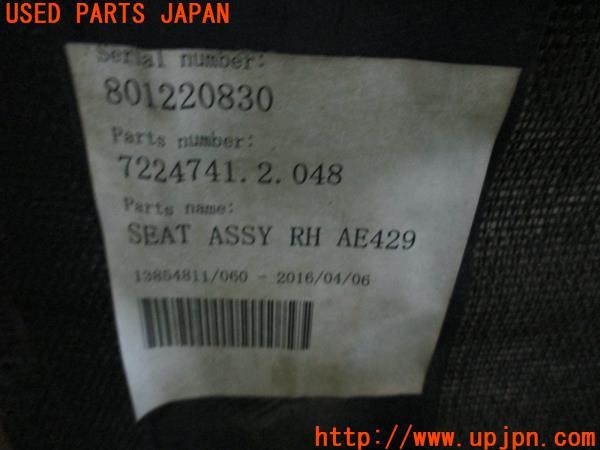 USED PARTS JAPAN
Serial number:
801220830
Parts number:
7224741.2.048
Parts name:
SEAT ASSY RH AE429
13854811/060 - 2016/04/06
UPJ
http://www.upjpn.com/